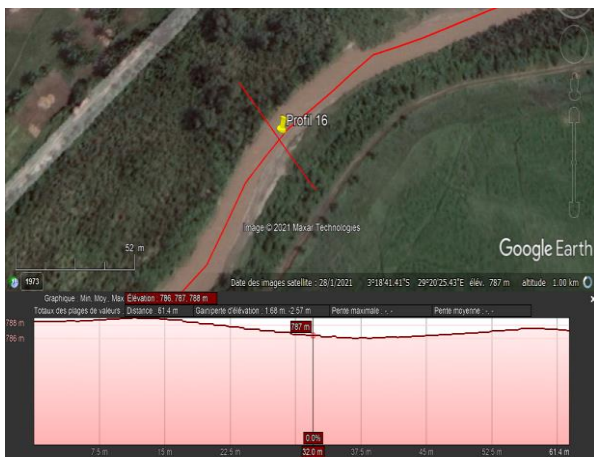 Profil 16
Image © 2021 Maxar Technologies
52 m
Google Earth
1973
Date des images satellite : 28/1/2021 3°18'41.41"S 29°20'25.43"E élév. 787 m altitude 1.00 km
Graphique : Min, Moy, Max Élévation : 786, 787, 788 m
Totaux des plages de valeurs : Distance : 61.4 m Gain/perte d'élévation : 1.68 m, -2.57 m Pente maximale : -, - Pente moyenne : -, -
788 m
787 m
786 m
0.0%
7.5 m 15 m 22.5 m 32.0 m 37.5 m 45 m 52.5 m 61.4 m